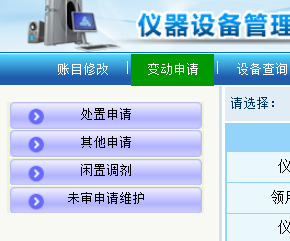 仪器设备管理
账目修改 变动申请 设备查询
处置申请
其他申请
闲置调剂
未审申请维护
请选择：
仪
领用
仪